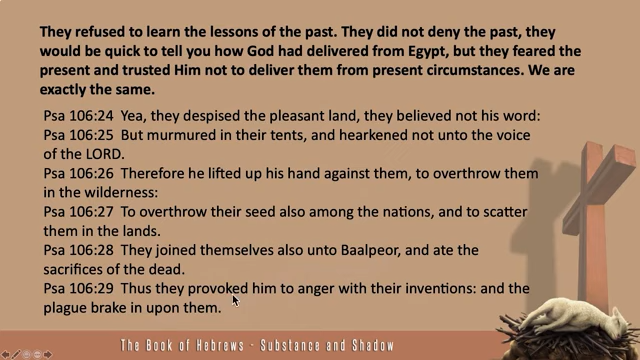 They refused to learn the lessons of the past. They did not deny the past, they
would be quick to tell you how God had delivered from Egypt, but they feared the
present and trusted Him not to deliver them from present circumstances. We are
exactly the same.
Psa 106:24 Yea, they despised the pleasant land, they believed not his word:
Psa 106:25 But murmured in their tents, and hearkened not unto the voice
of the LORD.
Psa 106:26 Therefore he lifted up his hand against them, to overthrow them
in the wilderness:
Psa 106:27 To overthrow their seed also among the nations, and to scatter
them in the lands.
Psa 106:28 They joined themselves also unto Baalpeor, and ate the
sacrifices of the dead.
Psa 106:29 Thus they provoked him to anger with their inventions: and the
plague brake in upon them.
The Book of Hebrews - Substance and Shadow